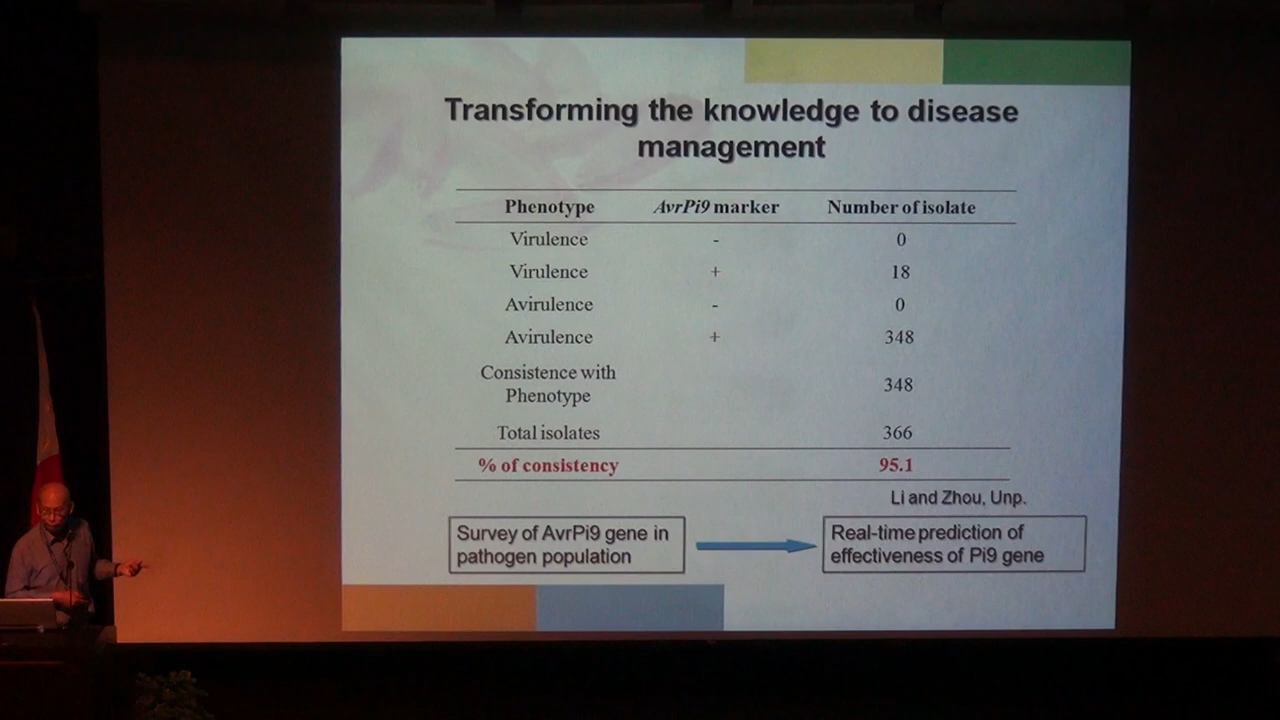 Transforming the knowledge to disease
management
Phenotype AvrPi9 marker Number of isolate
Virulence - 0
Virulence + 18
Avirulence - 0
Avirulence + 348
Consistence with
Phenotype 348
Total isolates 366
% of consistency 95.1
Li and Zhou, Unp.
Survey of AvrPi9 gene in
pathogen population
Real-time prediction of
effectiveness of Pi9 gene